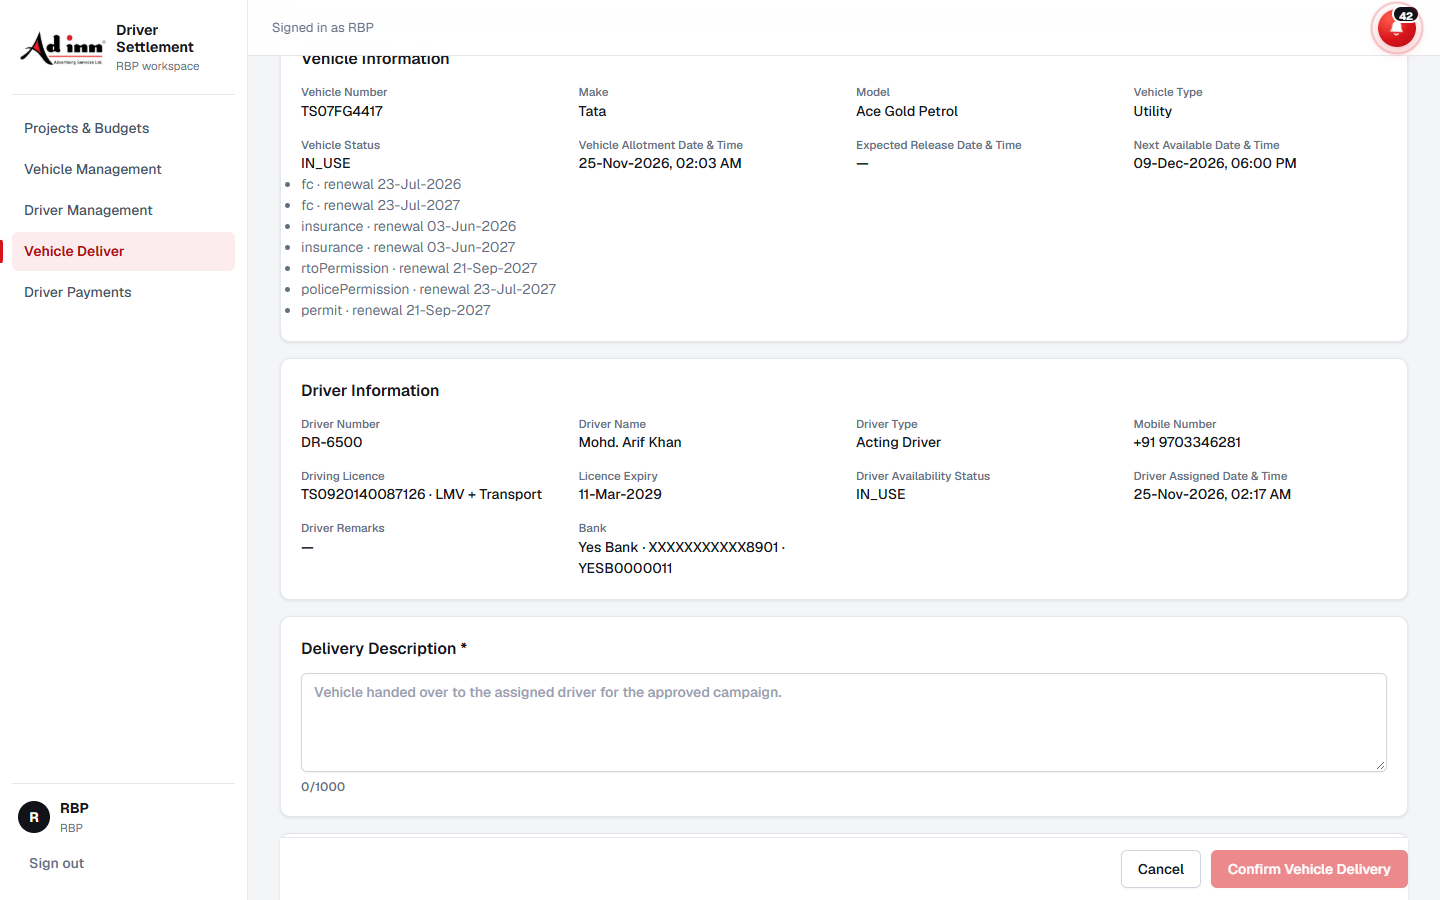 Ad inn
Advertising Services Ltd
Driver
Settlement
RBP workspace
Projects & Budgets
Vehicle Management
Driver Management
Vehicle Deliver
Driver Payments
R
RBP
RBP
Sign out
Signed in as RBP
42
Vehicle Information
Vehicle Number
TS07FG4417
Make
Tata
Model
Ace Gold Petrol
Vehicle Type
Utility
Vehicle Status
IN_USE
Vehicle Allotment Date & Time
25-Nov-2026, 02:03 AM
Expected Release Date & Time
—
Next Available Date & Time
09-Dec-2026, 06:00 PM
• fc · renewal 23-Jul-2026
• fc · renewal 23-Jul-2027
• insurance · renewal 03-Jun-2026
• insurance · renewal 03-Jun-2027
• rtoPermission · renewal 21-Sep-2027
• policePermission · renewal 23-Jul-2027
• permit · renewal 21-Sep-2027
Driver Information
Driver Number
DR-6500
Driver Name
Mohd. Arif Khan
Driver Type
Acting Driver
Mobile Number
+91 9703346281
Driving Licence
TS0920140087126 · LMV + Transport
Licence Expiry
11-Mar-2029
Driver Availability Status
IN_USE
Driver Assigned Date & Time
25-Nov-2026, 02:17 AM
Driver Remarks
—
Bank
Yes Bank · XXXXXXXXXXX8901 ·
YESB0000011
Delivery Description *
Vehicle handed over to the assigned driver for the approved campaign.
0/1000
Cancel
Confirm Vehicle Delivery